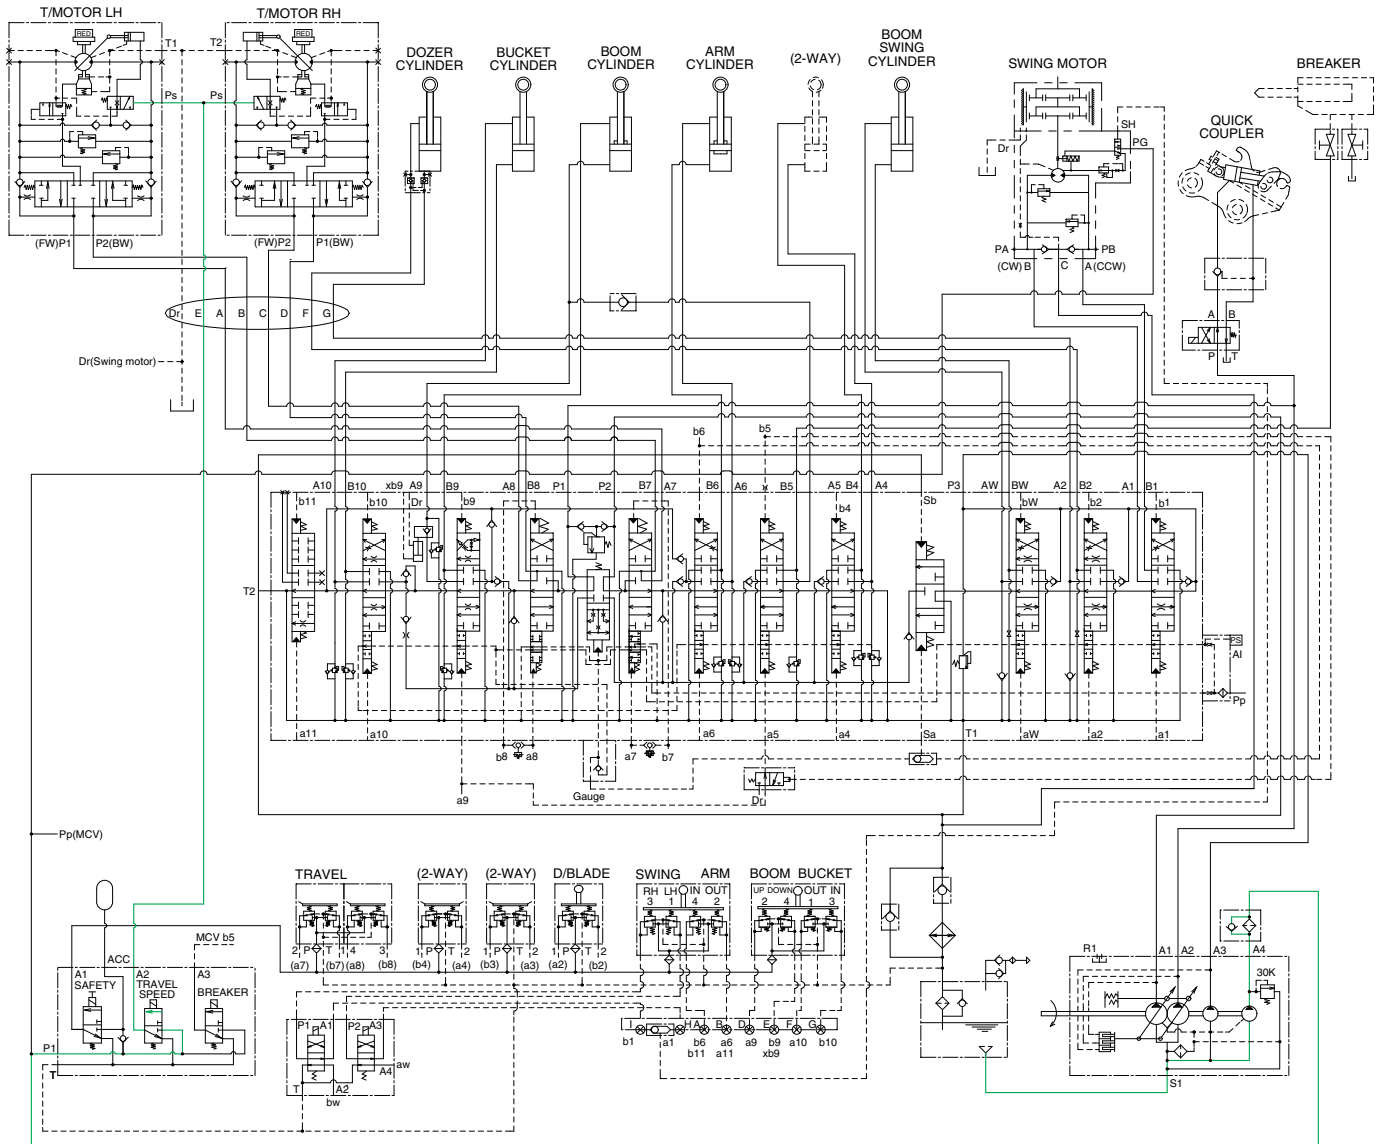 T/MOTOR LH
T/MOTOR RH
RED
RED
T1
T2
Ps
Ps
DOZER
CYLINDER
BUCKET
CYLINDER
BOOM
CYLINDER
ARM
CYLINDER
(2-WAY)
BOOM
SWING
CYLINDER
SWING MOTOR
BREAKER
QUICK
COUPLER
SH
PG
Dr
(FW)P1
P2(BW)
(FW)P2
P1(BW)
PA
PB
(CW) B
C
A (CCW)
Dr E A B C D F G
A B
P T
Dr(Swing motor)
b6
b5
A10 B10 xb9 A9 B9 A8 B8 P1 P2 B7 A7 B6 A6 B5 A5 B4 A4 P3 AW BW A2 B2 A1 B1
b11 b10 Dr b9 b4 Sb bW b2 b1
T2
PS
AI
Pp
a11 a10 b8 a8 a7 b7 a6 a5 a4 Sa T1 aW a2 a1
a9
Gauge
Dr
Pp(MCV)
TRAVEL
(2-WAY)
(2-WAY)
D/BLADE
SWING
ARM
BOOM
BUCKET
RH LH IN OUT
3 1 4 2
UP DOWN OUT IN
2 4 1 3
2 P T 1 4 3
(a7) (b7) (a8) (b8)
1 P T 2
(b4) (a4)
1 P T 2
(b3) (a3)
1 P T 2
(a2) (b2)
MCV b5
ACC
A1
SAFETY
A2
TRAVEL
SPEED
A3
BREAKER
P1
T
P1 A1 P2 A3
A4
aw
T
A2
bw
I H A B D E F G
b1 a1 b6 a6 a9 b9 a10 b10
b11 a11 xb9
R1
A1 A2 A3 A4
30K
S1